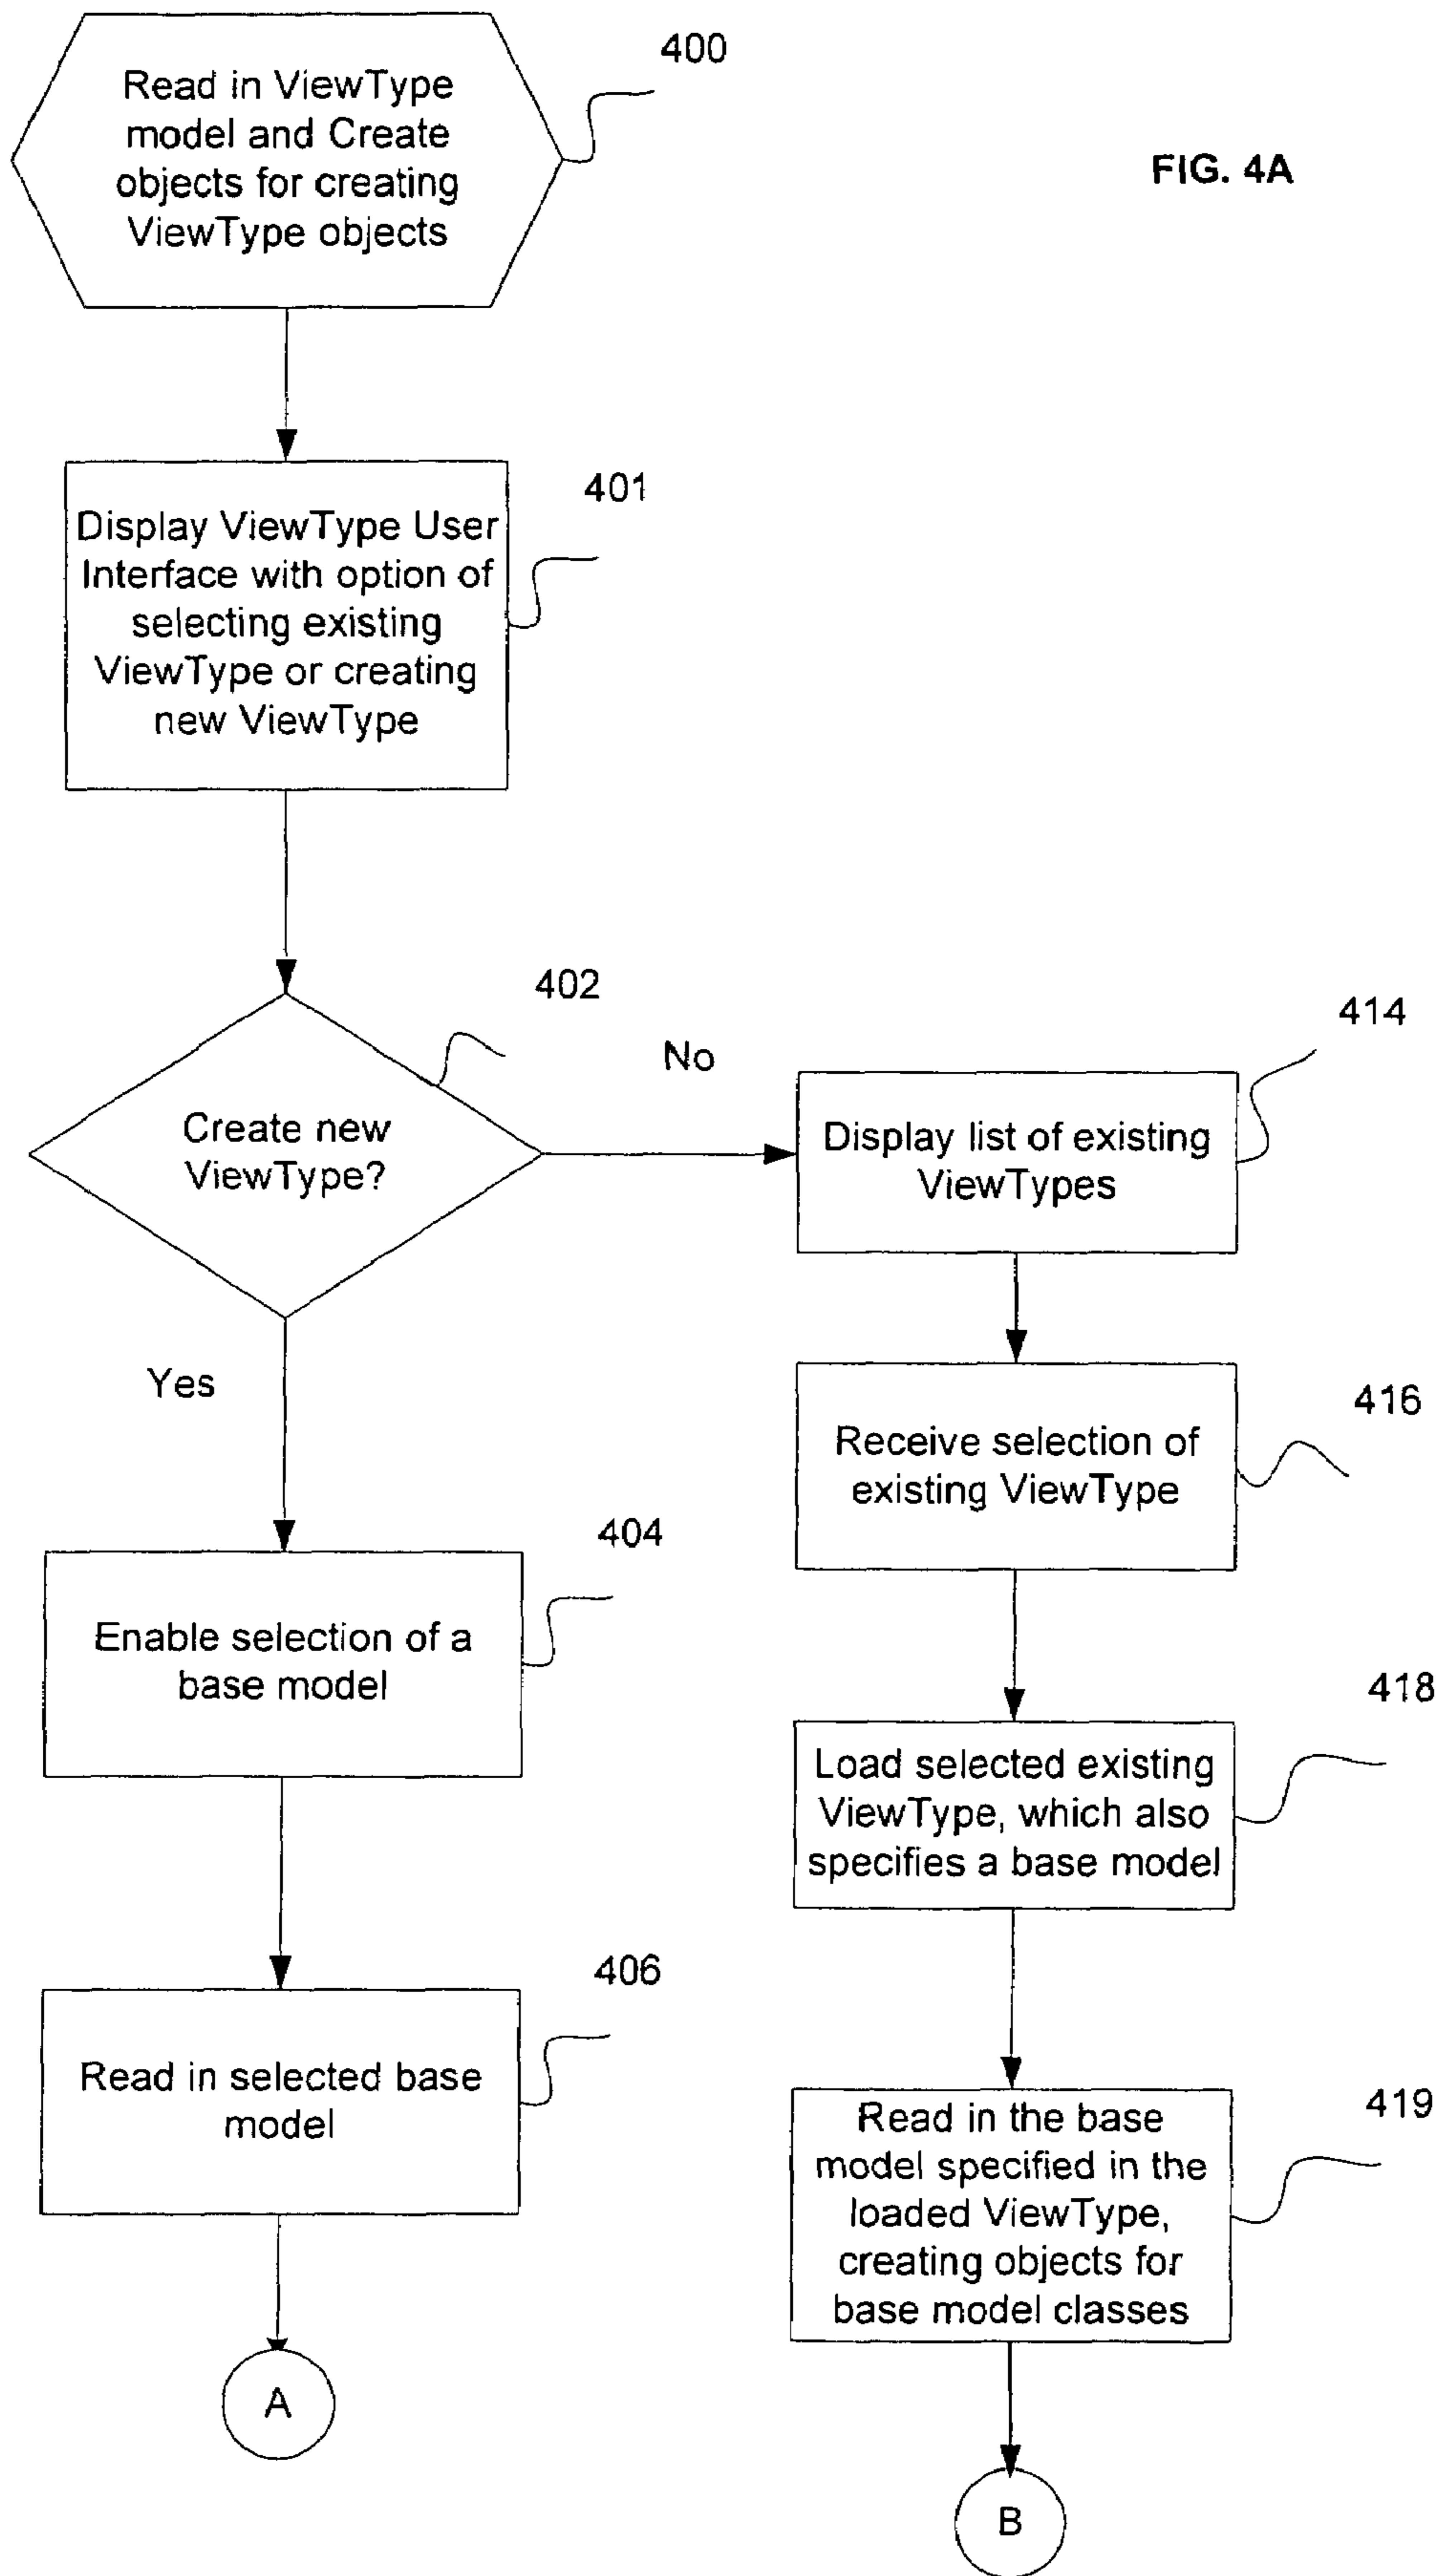 400
Read in ViewType
model and Create
objects for creating
ViewType objects
FIG. 4A
401
Display ViewType User
Interface with option of
selecting existing
ViewType or creating
new ViewType
402
Create new
ViewType?
No
Yes
414
Display list of existing
ViewTypes
416
Receive selection of
existing ViewType
404
Enable selection of a
base model
418
Load selected existing
ViewType, which also
specifies a base model
406
Read in selected base
model
419
Read in the base
model specified in the
loaded ViewType,
creating objects for
base model classes
A
B